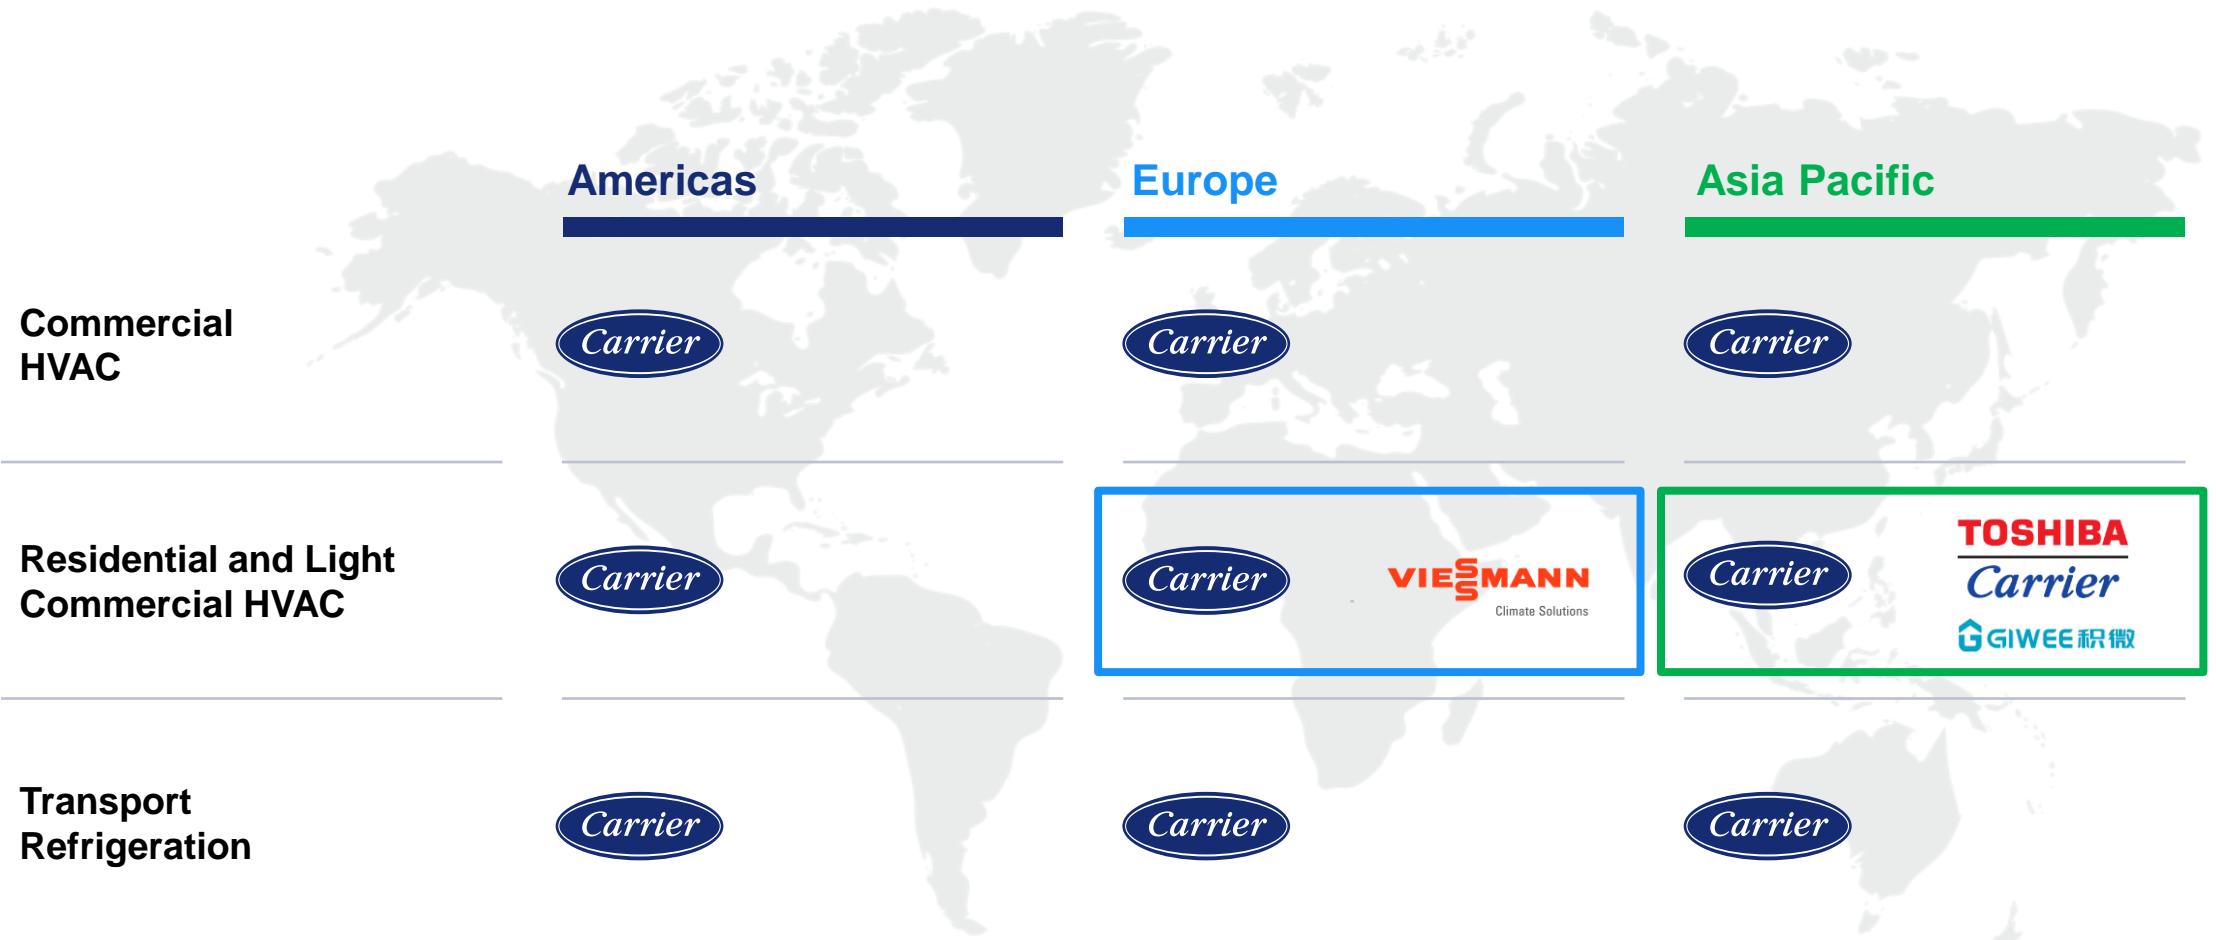 Americas
Europe
Asia Pacific
Commercial
HVAC
Carrier
Carrier
Carrier
Residential and Light
Commercial HVAC
Carrier
Carrier
VIESSMANN
Climate Solutions
Carrier
TOSHIBA
Carrier
GIWEE积微
Transport
Refrigeration
Carrier
Carrier
Carrier